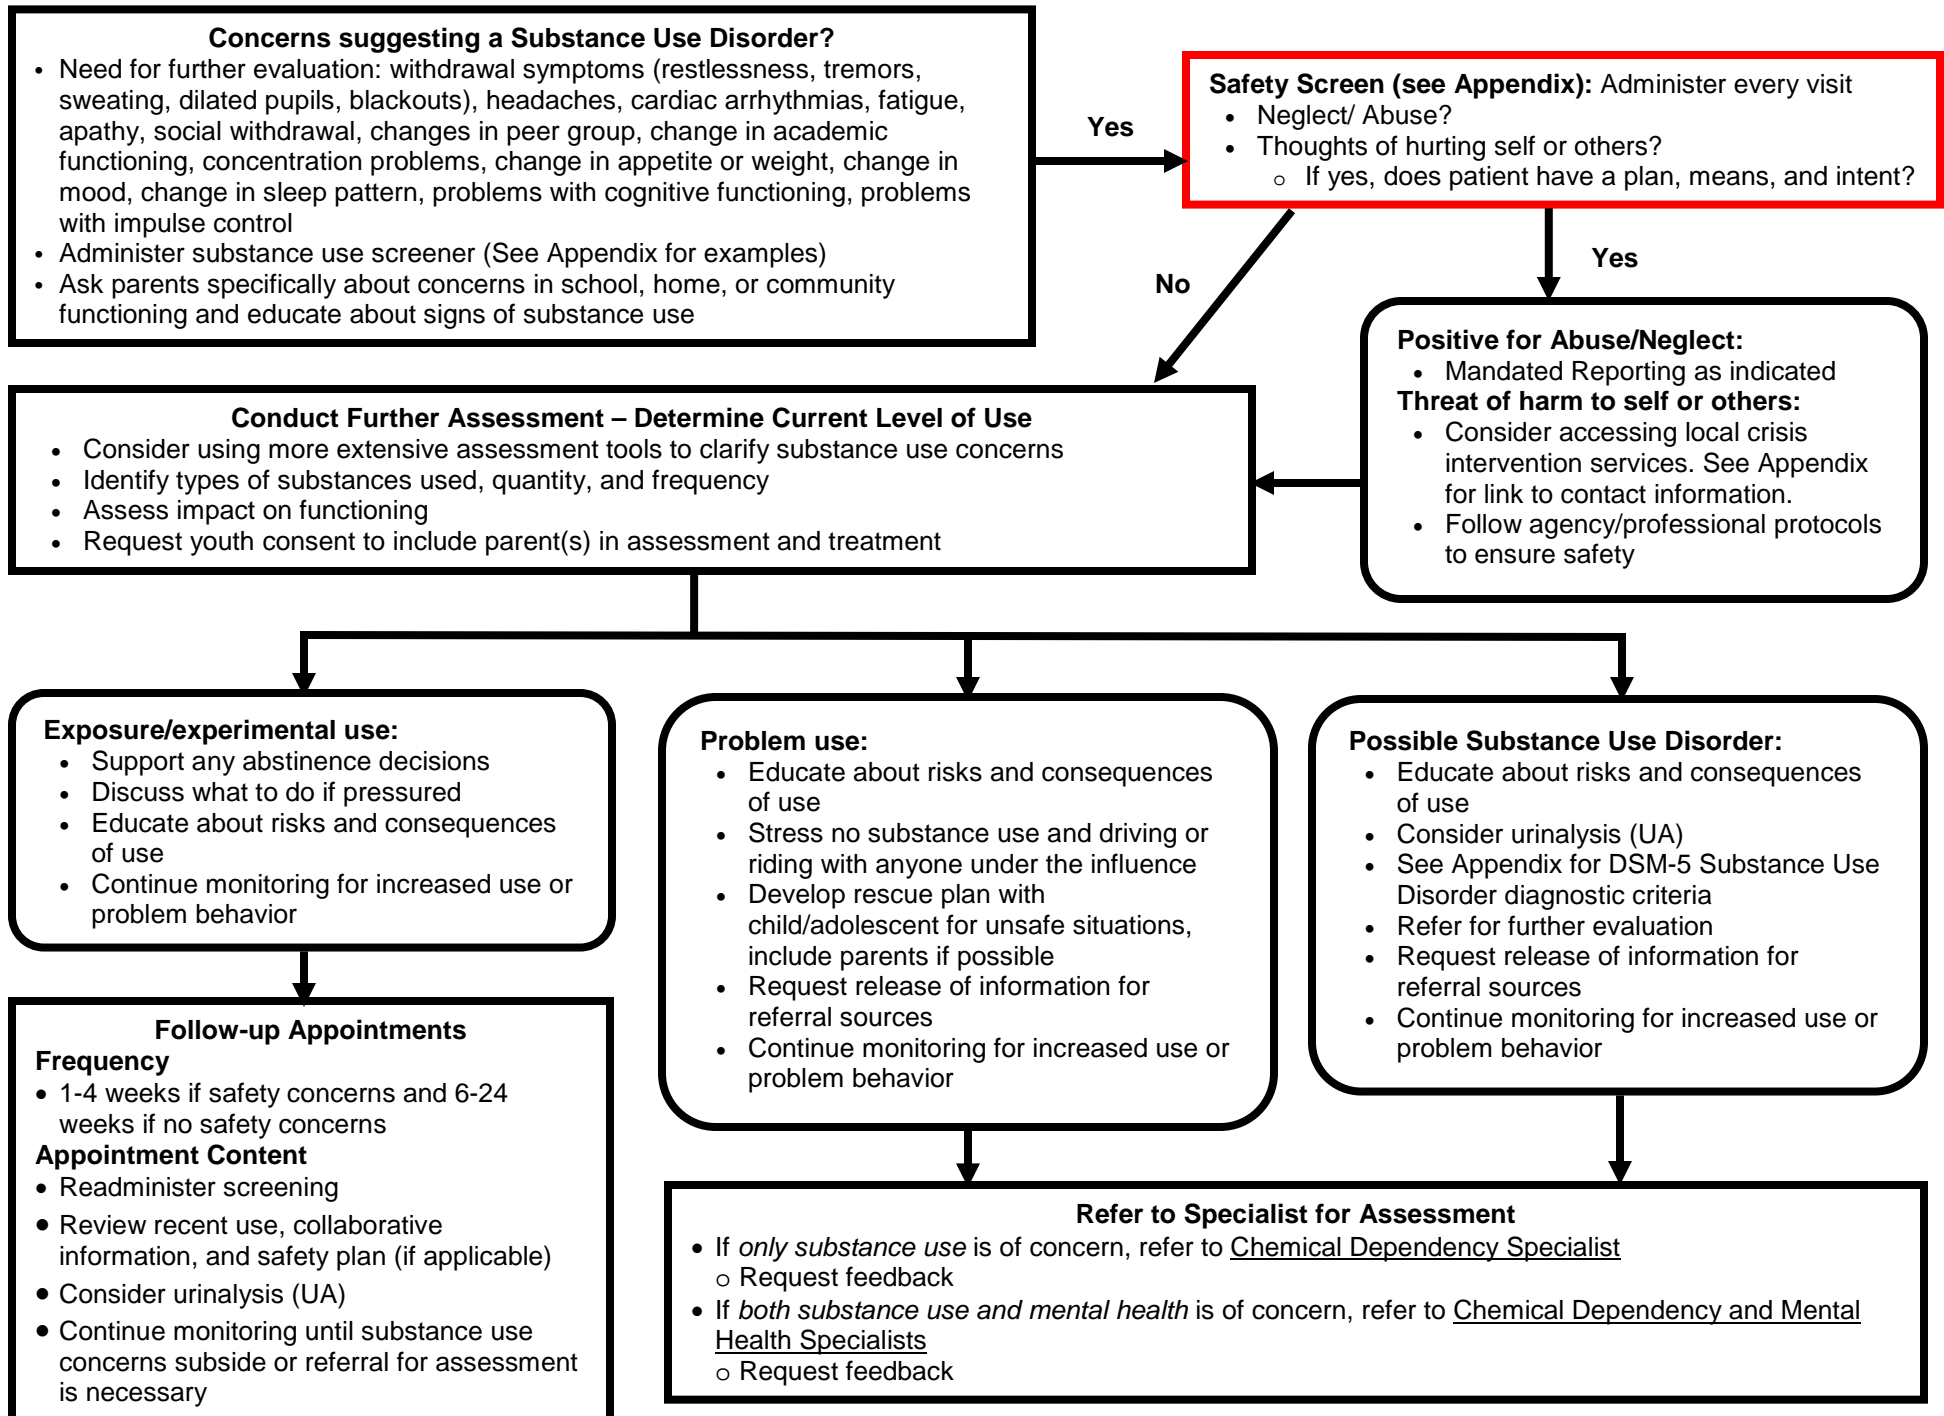 Concerns suggesting a Substance Use Disorder?
• Need for further evaluation: withdrawal symptoms (restlessness, tremors,
sweating, dilated pupils, blackouts), headaches, cardiac arrhythmias, fatigue,
apathy, social withdrawal, changes in peer group, change in academic
functioning, concentration problems, change in appetite or weight, change in
mood, change in sleep pattern, problems with cognitive functioning, problems
with impulse control
• Administer substance use screener (See Appendix for examples)
• Ask parents specifically about concerns in school, home, or community
functioning and educate about signs of substance use
Yes
Safety Screen (see Appendix): Administer every visit
• Neglect/ Abuse?
• Thoughts of hurting self or others?
o If yes, does patient have a plan, means, and intent?
No
Yes
Positive for Abuse/Neglect:
• Mandated Reporting as indicated
Threat of harm to self or others:
• Consider accessing local crisis
intervention services. See Appendix
for link to contact information.
• Follow agency/professional protocols
to ensure safety
Conduct Further Assessment – Determine Current Level of Use
• Consider using more extensive assessment tools to clarify substance use concerns
• Identify types of substances used, quantity, and frequency
• Assess impact on functioning
• Request youth consent to include parent(s) in assessment and treatment
Exposure/experimental use:
• Support any abstinence decisions
• Discuss what to do if pressured
• Educate about risks and consequences
of use
• Continue monitoring for increased use or
problem behavior
Problem use:
• Educate about risks and consequences
of use
• Stress no substance use and driving or
riding with anyone under the influence
• Develop rescue plan with
child/adolescent for unsafe situations,
include parents if possible
• Request release of information for
referral sources
• Continue monitoring for increased use or
problem behavior
Possible Substance Use Disorder:
• Educate about risks and consequences
of use
• Consider urinalysis (UA)
• See Appendix for DSM-5 Substance Use
Disorder diagnostic criteria
• Refer for further evaluation
• Request release of information for
referral sources
• Continue monitoring for increased use or
problem behavior
Follow-up Appointments
Frequency
• 1-4 weeks if safety concerns and 6-24
weeks if no safety concerns
Appointment Content
• Readminister screening
• Review recent use, collaborative
information, and safety plan (if applicable)
• Consider urinalysis (UA)
• Continue monitoring until substance use
concerns subside or referral for assessment
is necessary
Refer to Specialist for Assessment
• If only substance use is of concern, refer to Chemical Dependency Specialist
o Request feedback
• If both substance use and mental health is of concern, refer to Chemical Dependency and Mental
Health Specialists
o Request feedback